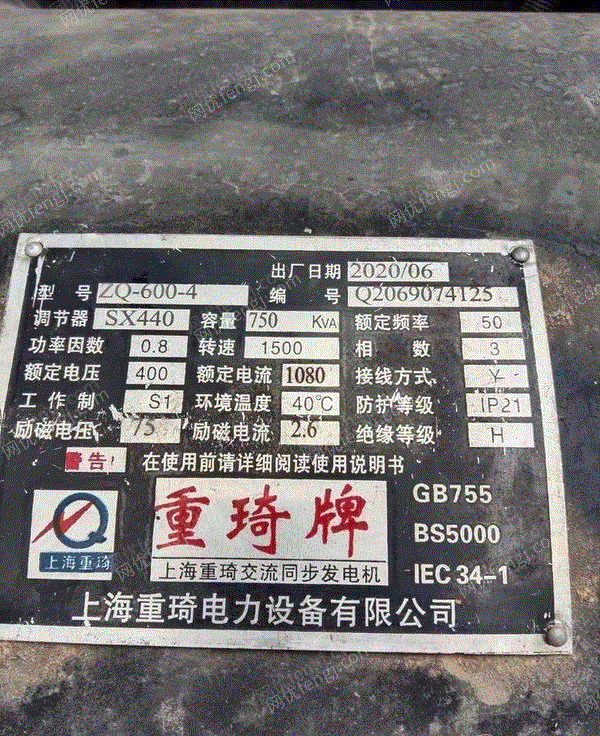 出厂日期 2020/06
型号 ZQ-600-4 编号 Q2069074125
调节器 SX440 容量 750 KVA 额定频率 50
功率因数 0.8 转速 1500 相数 3
额定电压 400 额定电流 1080 接线方式 Y
工作制 S1 环境温度 40℃ 防护等级 IP21
励磁电压 75 励磁电流 2.6 绝缘等级 H
警告! 在使用前请详细阅读使用说明书
重琦牌
GB755
BS5000
上海重琦
上海重琦交流同步发电机
IEC 34-1
上海重琦电力设备有限公司